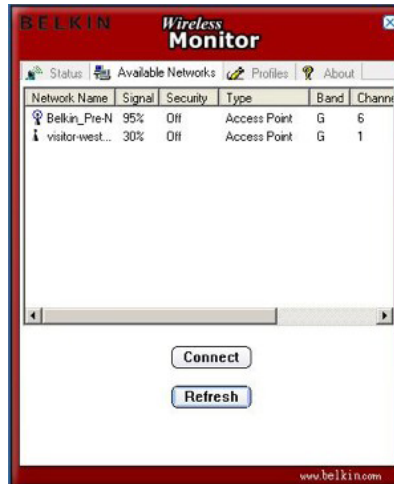 BELKIN Wireless
Monitor
Status Available Networks Profiles ? About
Network Name Signal Security Type Band Channe
Belkin_Pre-N 95% Off Access Point G 6
visitor-west... 30% Off Access Point G 1
Connect
Refresh
www.belkin.com